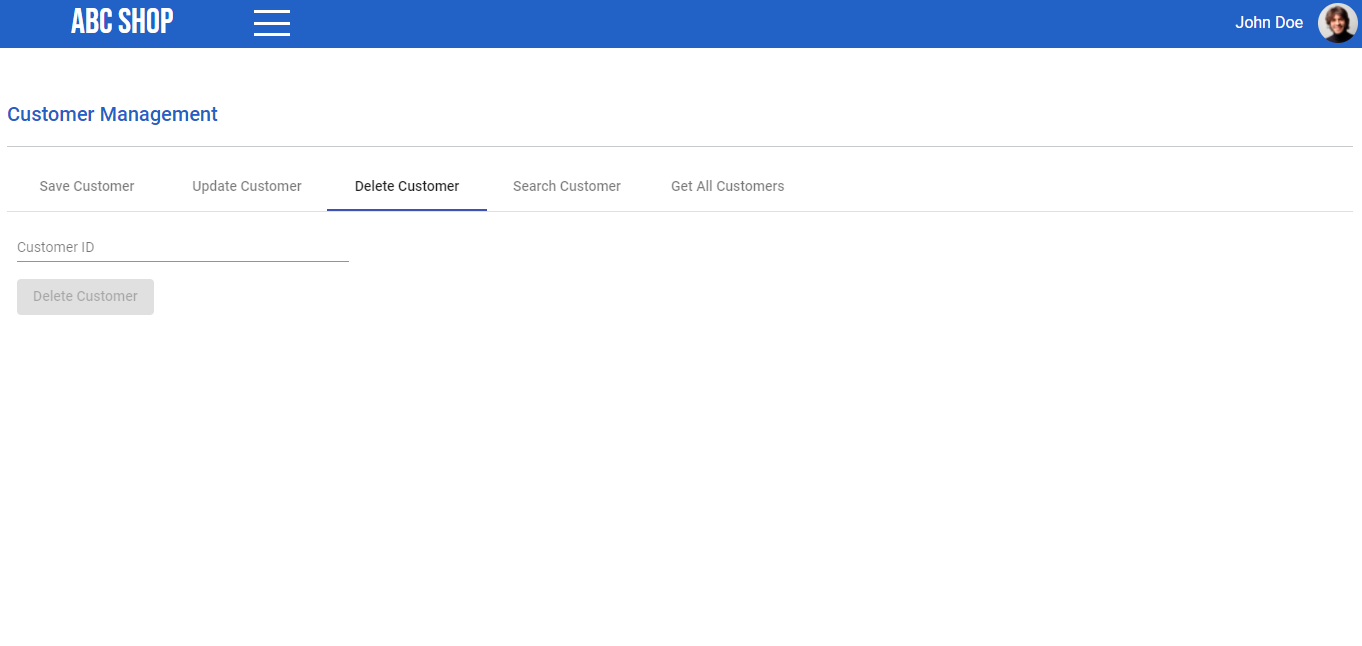 ABC SHOP
John Doe
Customer Management
Save Customer Update Customer Delete Customer Search Customer Get All Customers
Customer ID
Delete Customer